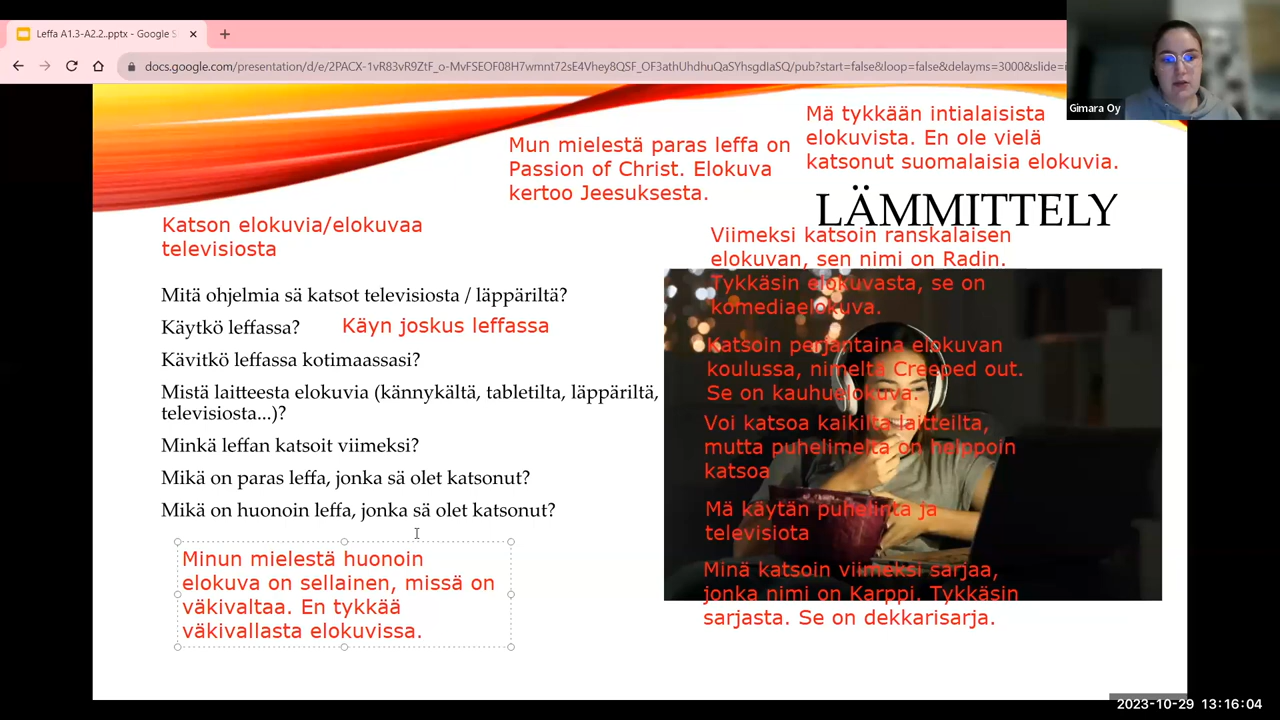 Leffa A1.3-A2.2..pptx - Google S
docs.google.com/presentation/d/e/2PACX-1vR83vR9ZtF_o-MvPSTP08H7wmnt72sE4Vhey8QSF_OF3athUhdhuQaSYhsgdIaSQ/pub?start=false&loop=false&delayms=3000&slide=i
Gimara Oy
Mä tykkään intialaisista
elokuvista. En ole vielä
katsonut suomalaisia elokuvia.
Mun mielestä paras leffa on
Passion of Christ. Elokuva
kertoo Jeesuksesta.
LÄMMITTELY
Katson elokuvia/elokuvaa
televisiosta
Viimeksi katsoin ranskalaisen
elokuvan, sen nimi on Radin.
Tykkäsin elokuvasta, se on
komediaelokuva.
Mitä ohjelmia sä katsot televisiosta / läppäriltä?
Käytkö leffassa?
Käyn joskus leffassa
Kävitkö leffassa kotimaassasi?
Mistä laitteesta elokuvia (kännykältä, tabletilta, läppäriltä,
televisiosta...)?
Minkä leffan katsoit viimeksi?
Mikä on paras leffa, jonka sä olet katsonut?
Mikä on huonoin leffa, jonka sä olet katsonut?
Katsoin perjantaina elokuvan
koulussa, nimeltä Creeped out.
Se on kauhuelokuva.
Voi katsoa kaikilta laitteilta,
mutta puhelimelta on helppoin
katsoa
Mä käytän puhelinta ja
televisiota
Minä katsoin viimeksi sarjaa,
jonka nimi on Karppi. Tykkäsin
sarjasta. Se on dekkarisarja.
Minun mielestä huonoin
elokuva on sellainen, missä on
väkivaltaa. En tykkää
väkivallasta elokuvissa.
2023-10-29 13:16:04